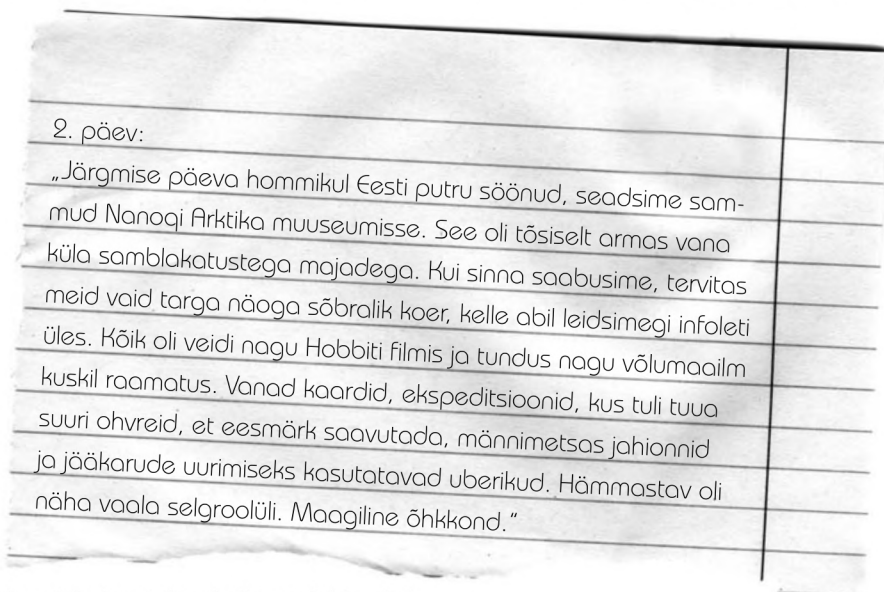 2. päev:
„Järgmise päeva hommikul Eesti putru söönud, seadsime sam-
mud Nanoqi Arktika muuseumisse. See oli tõsiselt armas vana
küla samblakatustega majadega. Kui sinna saabusime, tervitas
meid vaid targa näoga sõbralik koer, kelle abil leidsimegi infoleti
üles. Kõik oli veidi nagu Hobbiti filmis ja tundus nagu võlumaailm
kuskil raamatus. Vanad kaardid, ekspeditsioonid, kus tuli tuua
suuri ohvreid, et eesmärk saavutada, männimetsas jahionnid
ja jääkarude uurimiseks kasutatavad uberikud. Hämmastav oli
näha vaala selgroolüli. Maagiline õhkkond.“